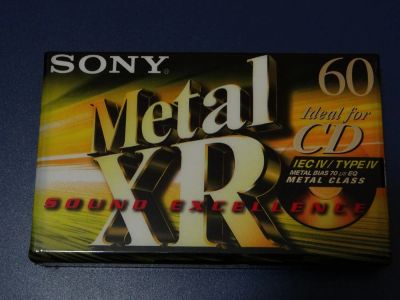 SONY®
60
Metal
Ideal for
CD
XR
IEC IV / TYPE IV
METAL BIAS 70 µs EQ
METAL CLASS
SOUND EXCELLENCE